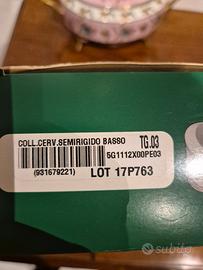 COLL.CERV.SEMIRIGIDO BASSO TG.03
5G1112X00PE03
(931679221) LOT 17P763
subito